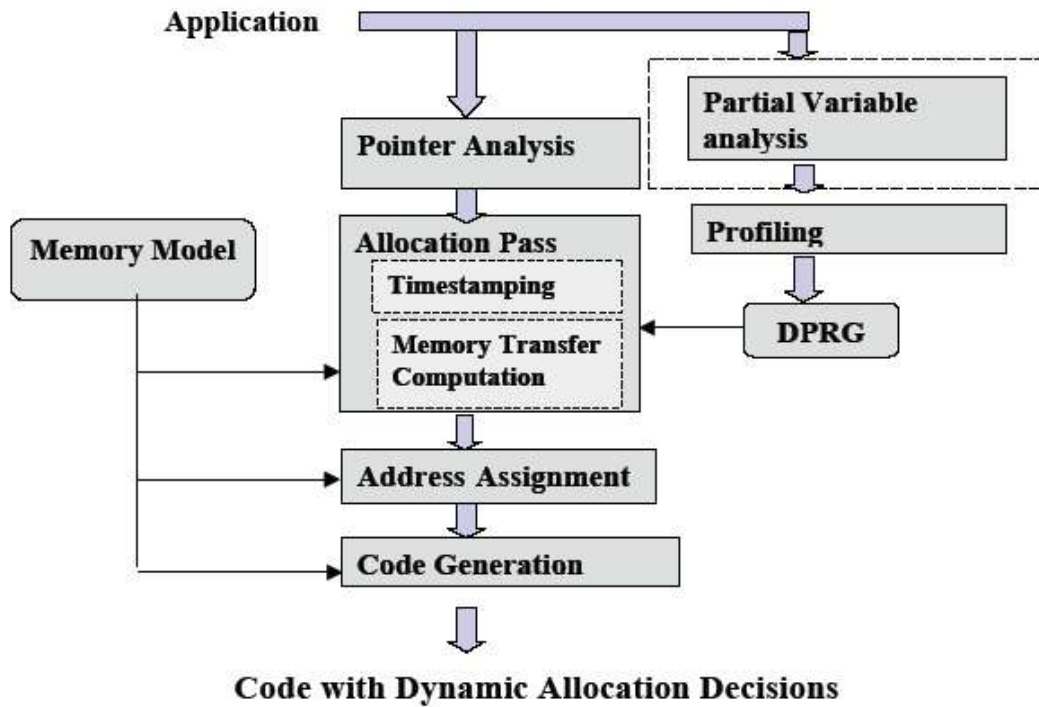 Application
Partial Variable
analysis
Pointer Analysis
Profiling
Memory Model
Allocation Pass
Timestamping
DPRG
Memory Transfer
Computation
Address Assignment
Code Generation
Code with Dynamic Allocation Decisions